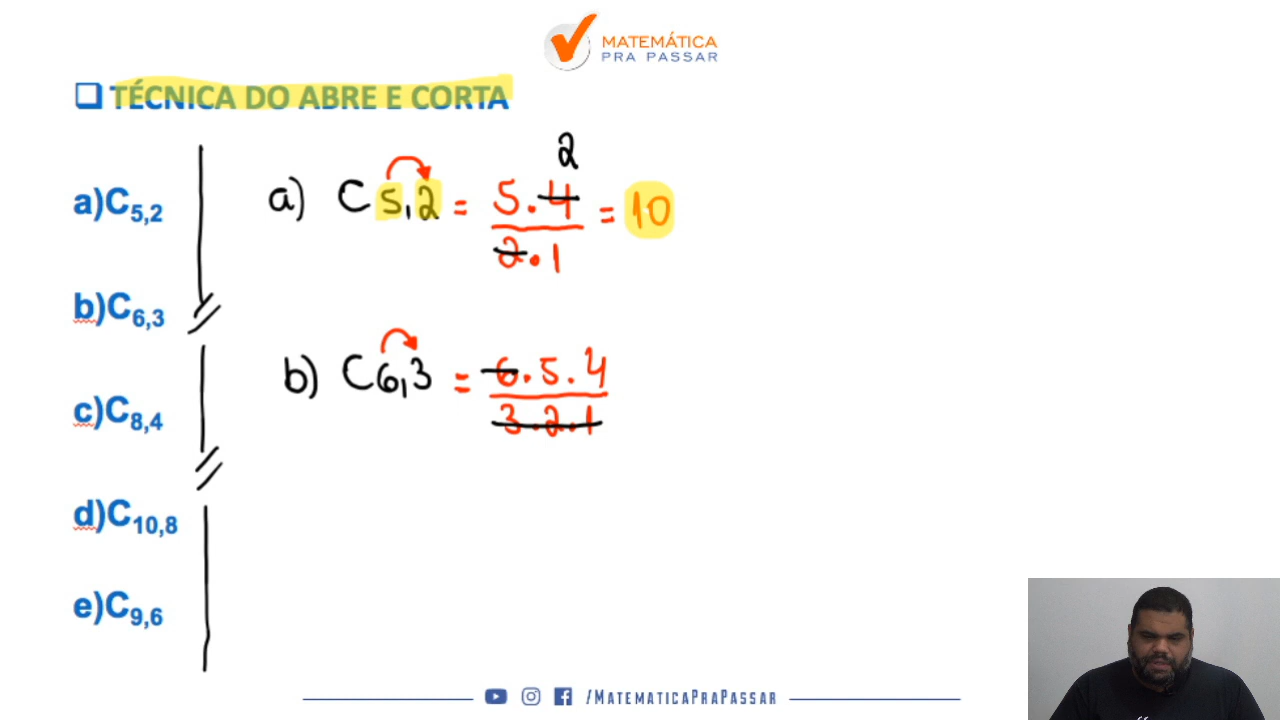 MATEMÁTICA
PRA PASSAR
❑ TÉCNICA DO ABRE E CORTA
a)C5,2
b)C6,3
c)C8,4
d)C10,8
e)C9,6
2
a) C 5,2 = 5.4 / 2.1 = 10
b) C6,3 = 6.5.4 / 3.2.1
/MATEMATICAPRAPASSAR